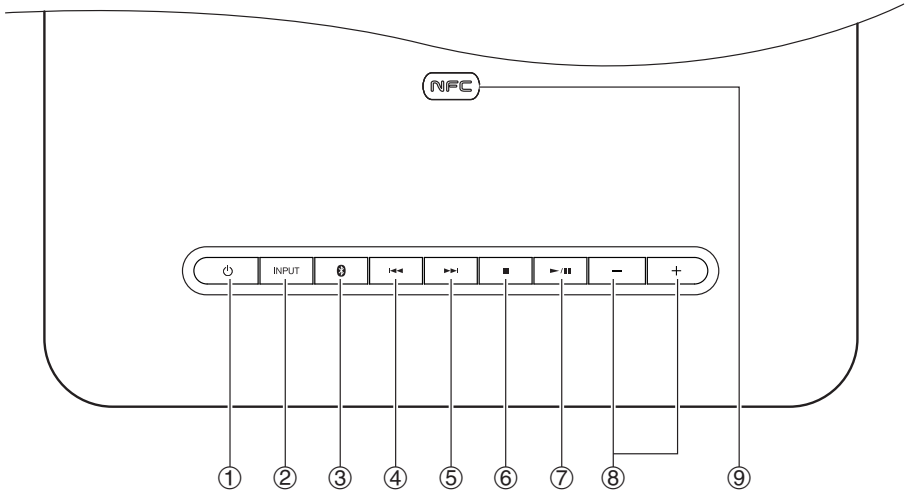 NFC
INPUT
① ② ③ ④ ⑤ ⑥ ⑦ ⑧ ⑨